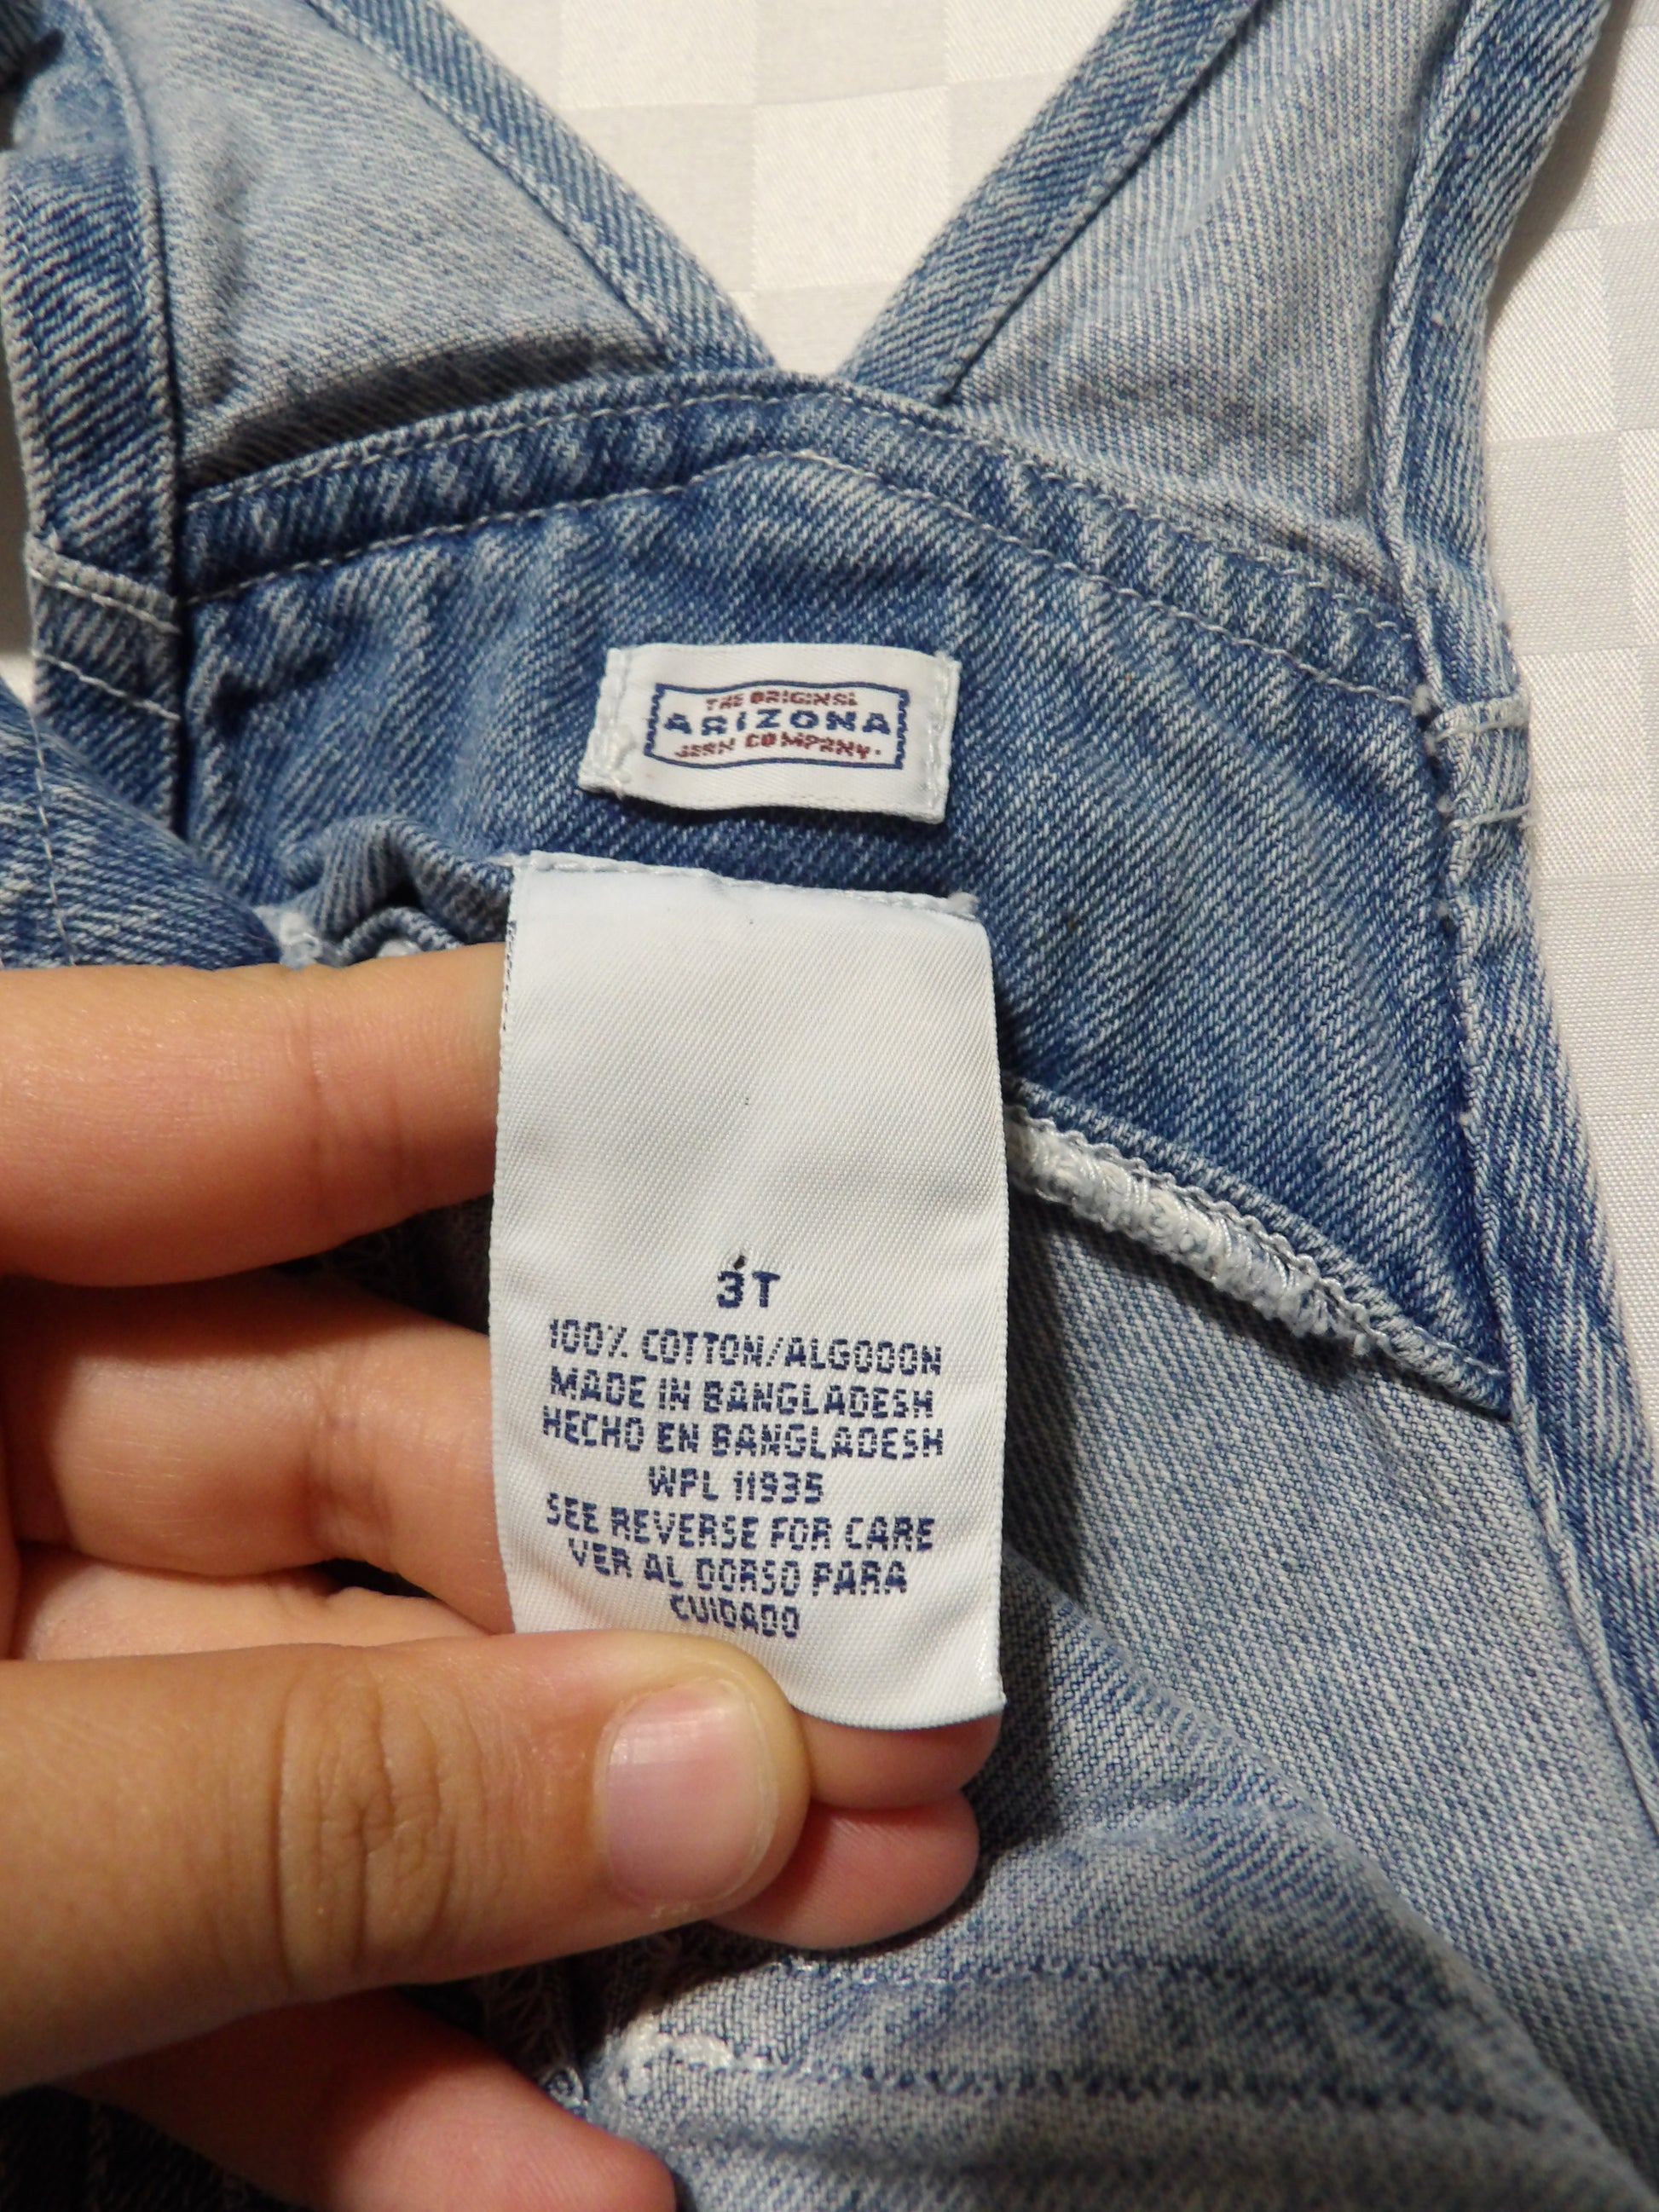 THE ORIGINAL
ARIZONA
JEAN COMPANY.
3T
100% COTTON/ALGODON
MADE IN BANGLADESH
HECHO EN BANGLADESH
WPL 11935
SEE REVERSE FOR CARE
VER AL DORSO PARA
CUIDADO